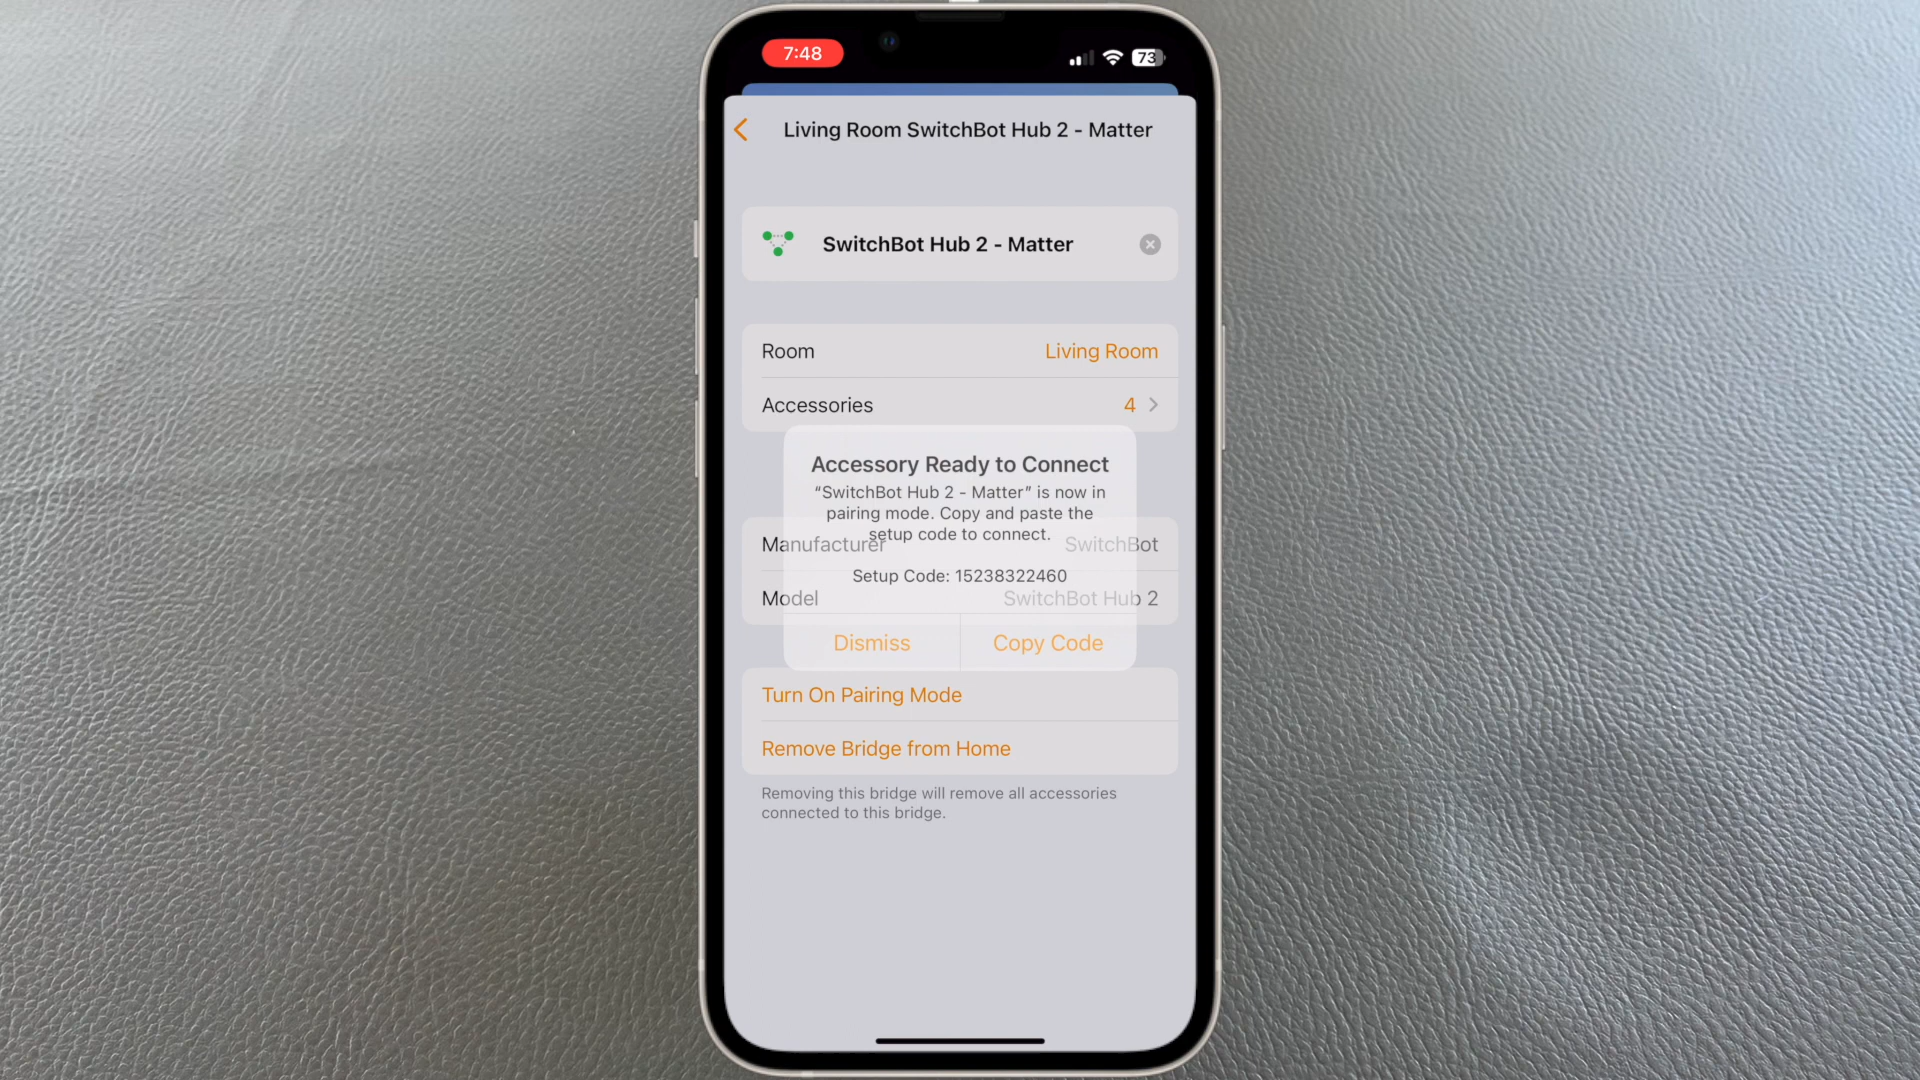 7:48
73
Living Room SwitchBot Hub 2 - Matter
SwitchBot Hub 2 - Matter
Room
Living Room
Accessories
4
Accessory Ready to Connect
“SwitchBot Hub 2 - Matter” is now in
pairing mode. Copy and paste the
setup code to connect.
Manufacturer
SwitchBot
Setup Code: 15238322460
Model
SwitchBot Hub 2
Dismiss
Copy Code
Turn On Pairing Mode
Remove Bridge from Home
Removing this bridge will remove all accessories
connected to this bridge.